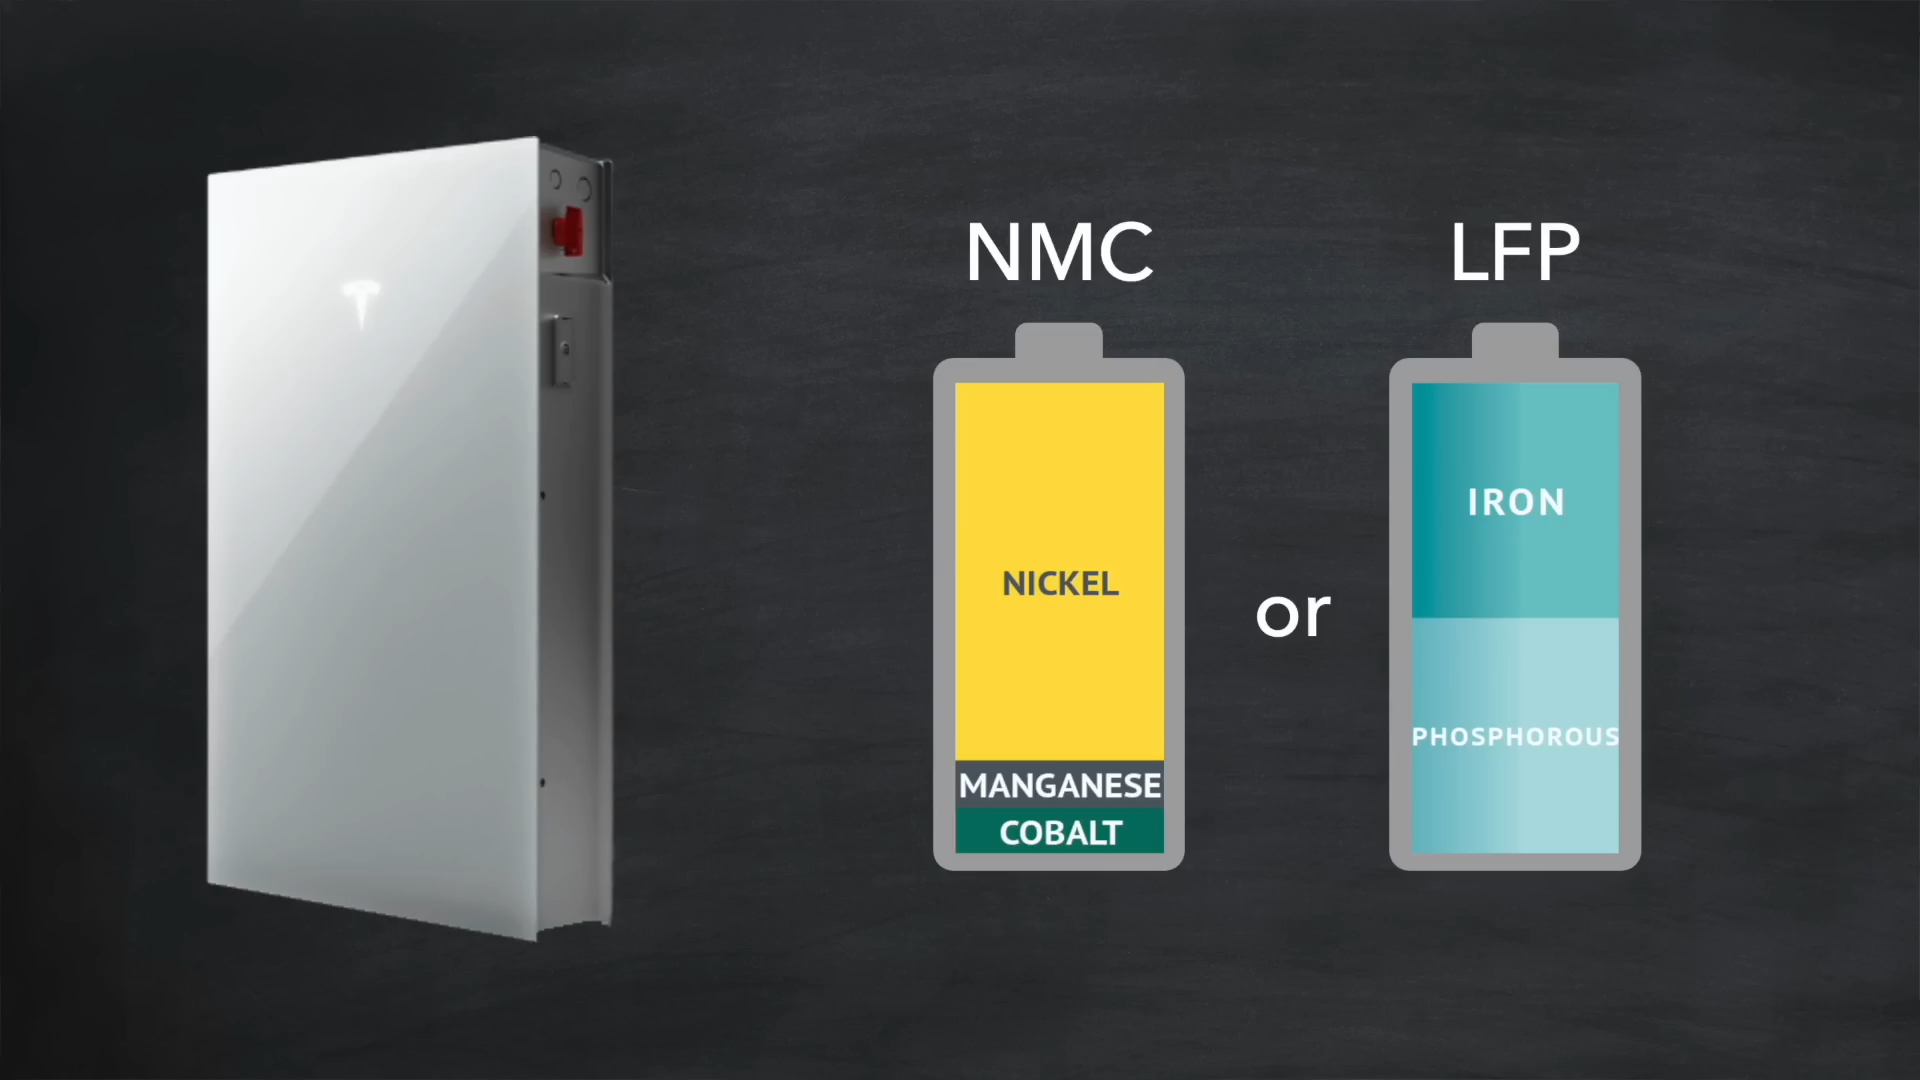 NMC
NICKEL
MANGANESE
COBALT
or
LFP
IRON
PHOSPHOROUS